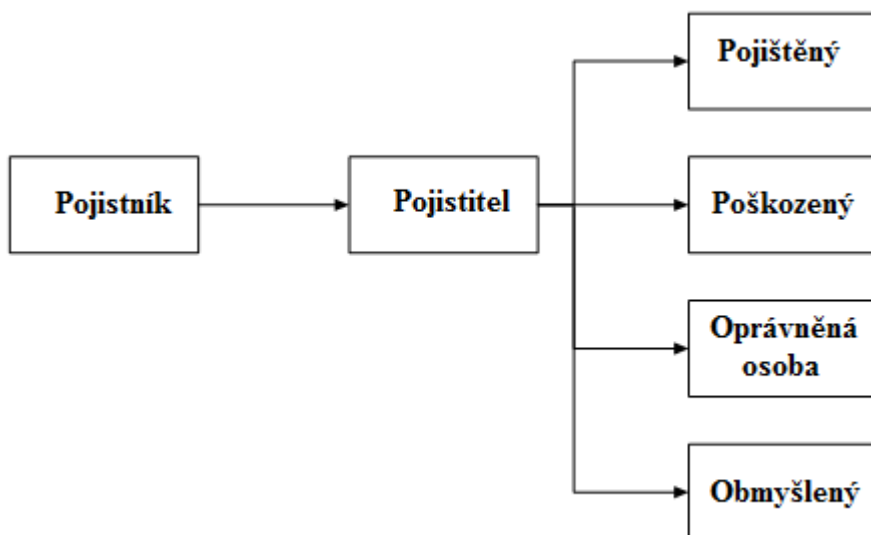 Pojistník
Pojistitel
Pojištěný
Poškozený
Oprávněná
osoba
Obmyšlený